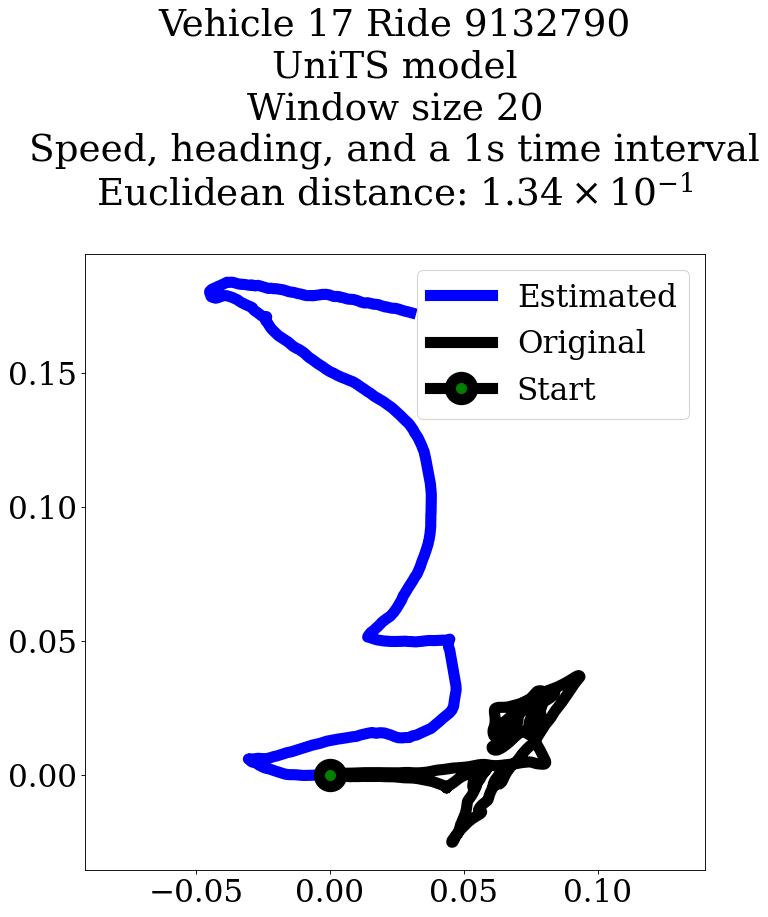 Vehicle 17 Ride 9132790
UniTS model
Window size 20
Speed, heading, and a 1s time interval
Euclidean distance: 1.34 × 10⁻¹
Estimated
Original
Start
0.15
0.10
0.05
0.00
−0.05 0.00 0.05 0.10